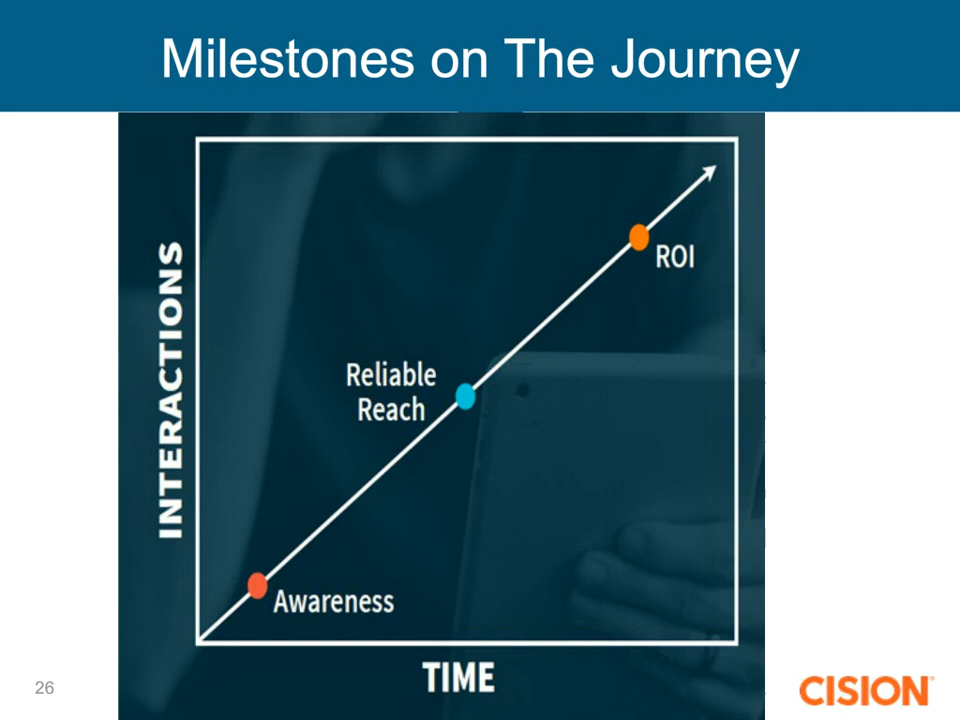 Milestones on The Journey
INTERACTIONS
ROI
Reliable
Reach
Awareness
TIME
26
CISION